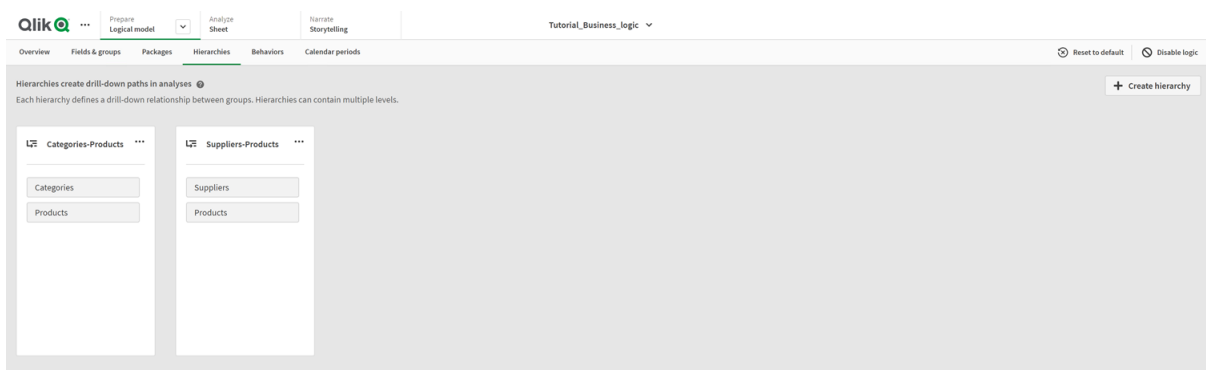 Qlik
Prepare
Logical model
Analyze
Sheet
Narrate
Storytelling
Tutorial_Business_logic
Overview Fields & groups Packages Hierarchies Behaviors Calendar periods
Reset to default Disable logic
Hierarchies create drill-down paths in analyses ?
Each hierarchy defines a drill-down relationship between groups. Hierarchies can contain multiple levels.
+ Create hierarchy
Categories-Products
Categories
Products
Suppliers-Products
Suppliers
Products